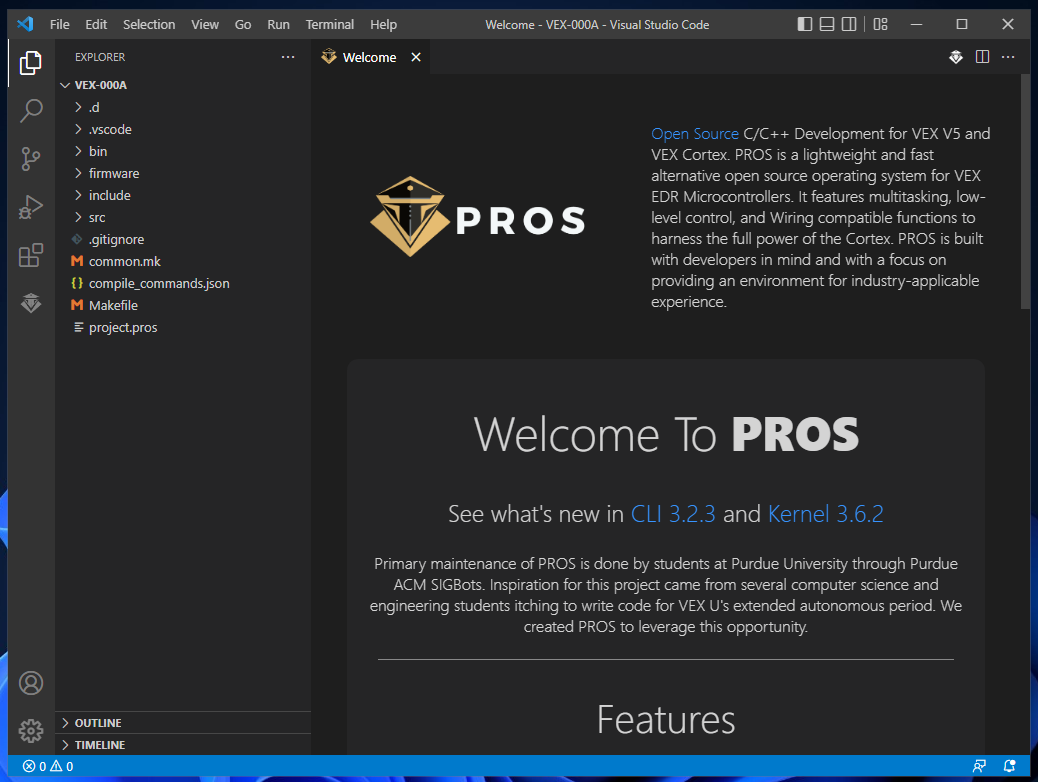 File Edit Selection View Go Run Terminal Help
Welcome - VEX-000A - Visual Studio Code
EXPLORER
VEX-000A
.d
.vscode
bin
firmware
include
src
.gitignore
common.mk
compile_commands.json
Makefile
project.pros
OUTLINE
TIMELINE
Welcome
PROS
Open Source C/C++ Development for VEX V5 and
VEX Cortex. PROS is a lightweight and fast
alternative open source operating system for VEX
EDR Microcontrollers. It features multitasking, low-
level control, and Wiring compatible functions to
harness the full power of the Cortex. PROS is built
with developers in mind and with a focus on
providing an environment for industry-applicable
experience.
Welcome To PROS
See what's new in CLI 3.2.3 and Kernel 3.6.2
Primary maintenance of PROS is done by students at Purdue University through Purdue
ACM SIGBots. Inspiration for this project came from several computer science and
engineering students itching to write code for VEX U's extended autonomous period. We
created PROS to leverage this opportunity.
Features
0 0